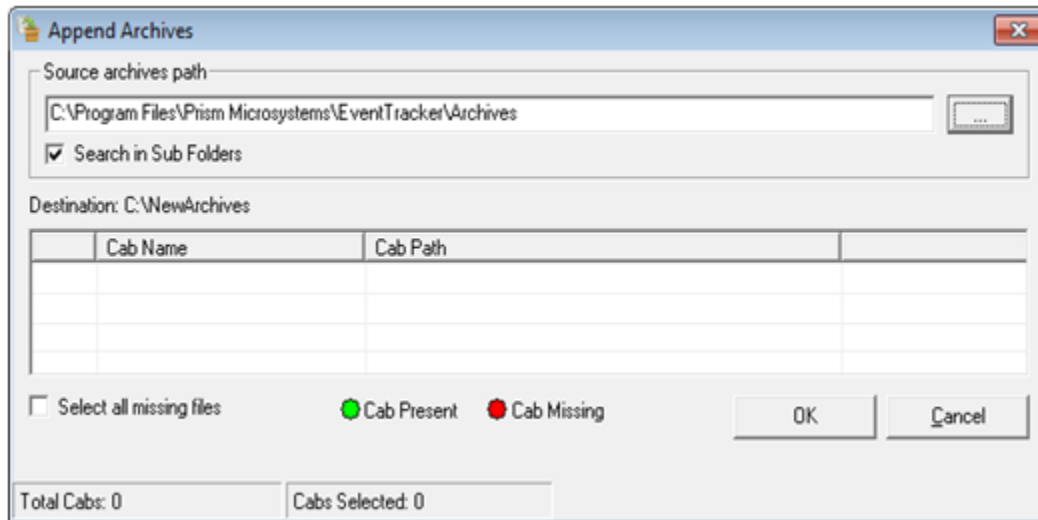 Append Archives
Source archives path
C:\Program Files\Prism Microsystems\EventTracker\Archives
...
Search in Sub Folders
Destination: C:\NewArchives
Cab Name Cab Path
Select all missing files Cab Present Cab Missing OK Cancel
Total Cabs: 0 Cabs Selected: 0